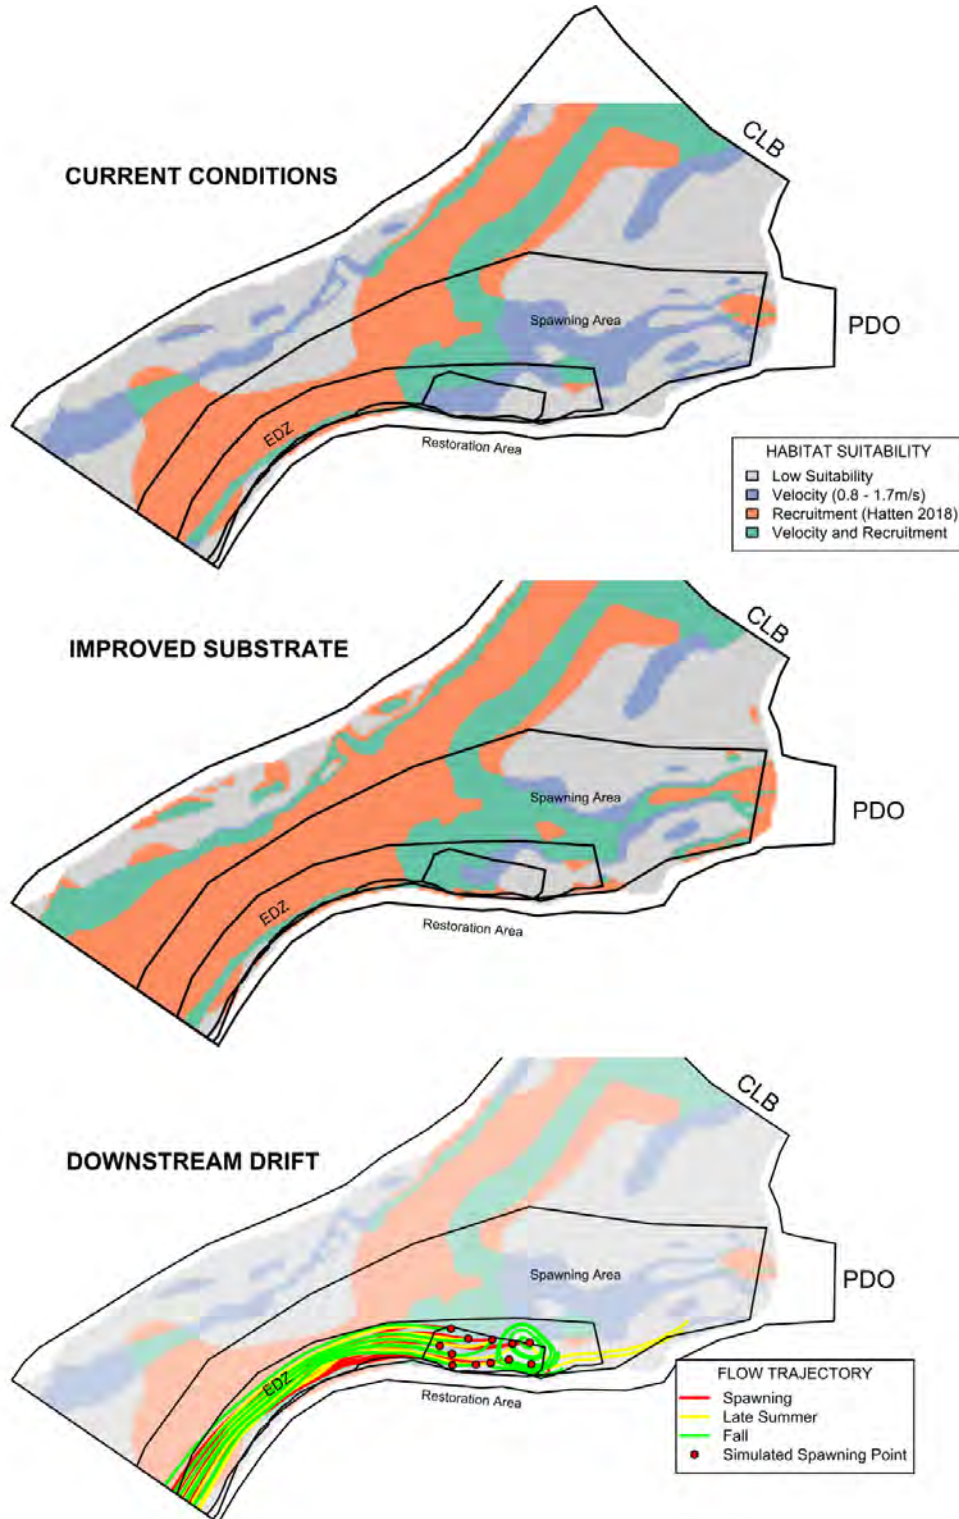 CLB
CURRENT CONDITIONS
Spawning Area
PDO
EDZ
Restoration Area
HABITAT SUITABILITY
Low Suitability
Velocity (0.8 - 1.7m/s)
Recruitment (Hatten 2018)
Velocity and Recruitment
CLB
IMPROVED SUBSTRATE
Spawning Area
PDO
EDZ
Restoration Area
CLB
DOWNSTREAM DRIFT
Spawning Area
PDO
EDZ
Restoration Area
FLOW TRAJECTORY
Spawning
Late Summer
Fall
Simulated Spawning Point